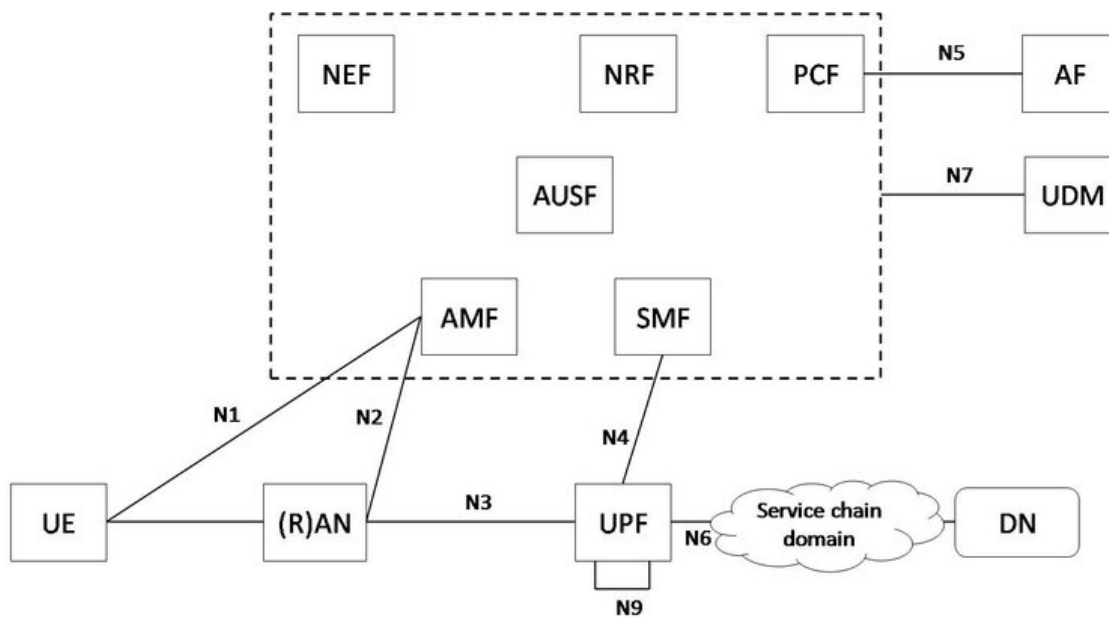 NEF
NRF
PCF
N5
AF
AUSF
N7
UDM
AMF
SMF
N1
N2
N4
UE
(R)AN
N3
UPF
N6
Service chain
domain
DN
N9